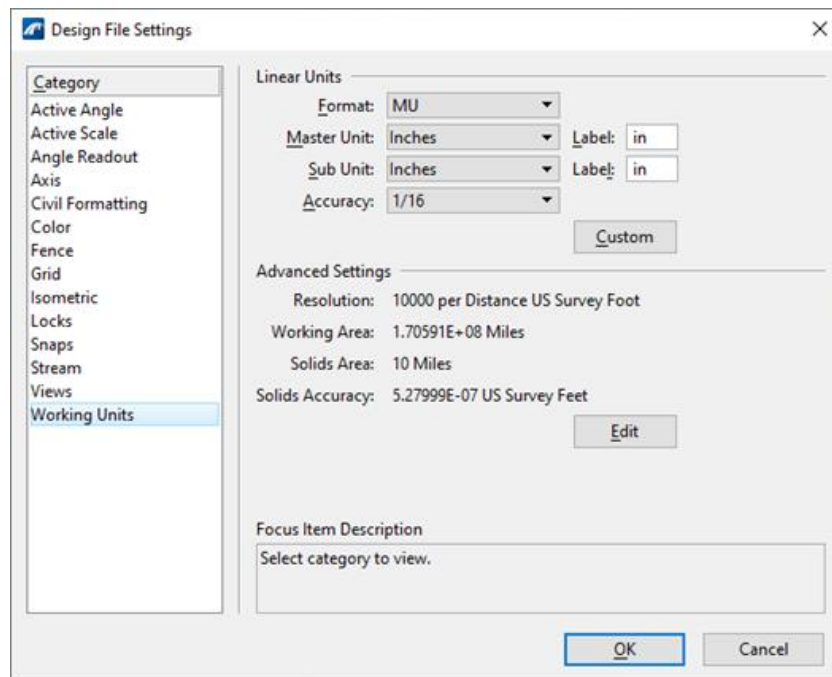 Design File Settings
Category
Active Angle
Active Scale
Angle Readout
Axis
Civil Formatting
Color
Fence
Grid
Isometric
Locks
Snaps
Stream
Views
Working Units
Linear Units
Format: MU
Master Unit: Inches Label: in
Sub Unit: Inches Label: in
Accuracy: 1/16
Custom
Advanced Settings
Resolution: 10000 per Distance US Survey Foot
Working Area: 1.70591E+08 Miles
Solids Area: 10 Miles
Solids Accuracy: 5.27999E-07 US Survey Feet
Edit
Focus Item Description
Select category to view.
OK Cancel